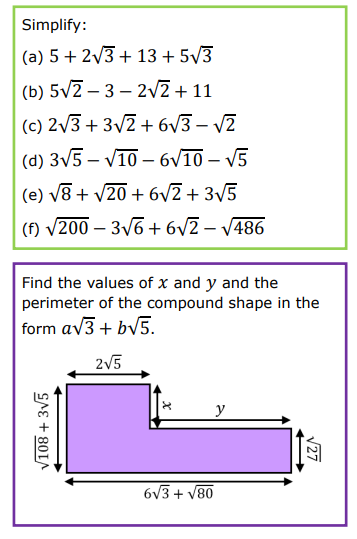 Simplify:
(a) 5 + 2√3 + 13 + 5√3
(b) 5√2 − 3 − 2√2 + 11
(c) 2√3 + 3√2 + 6√3 − √2
(d) 3√5 − √10 − 6√10 − √5
(e) √8 + √20 + 6√2 + 3√5
(f) √200 − 3√6 + 6√2 − √486
Find the values of x and y and the
perimeter of the compound shape in the
form a√3 + b√5.
2√5
√108 + 3√5
x
y
√27
6√3 + √80